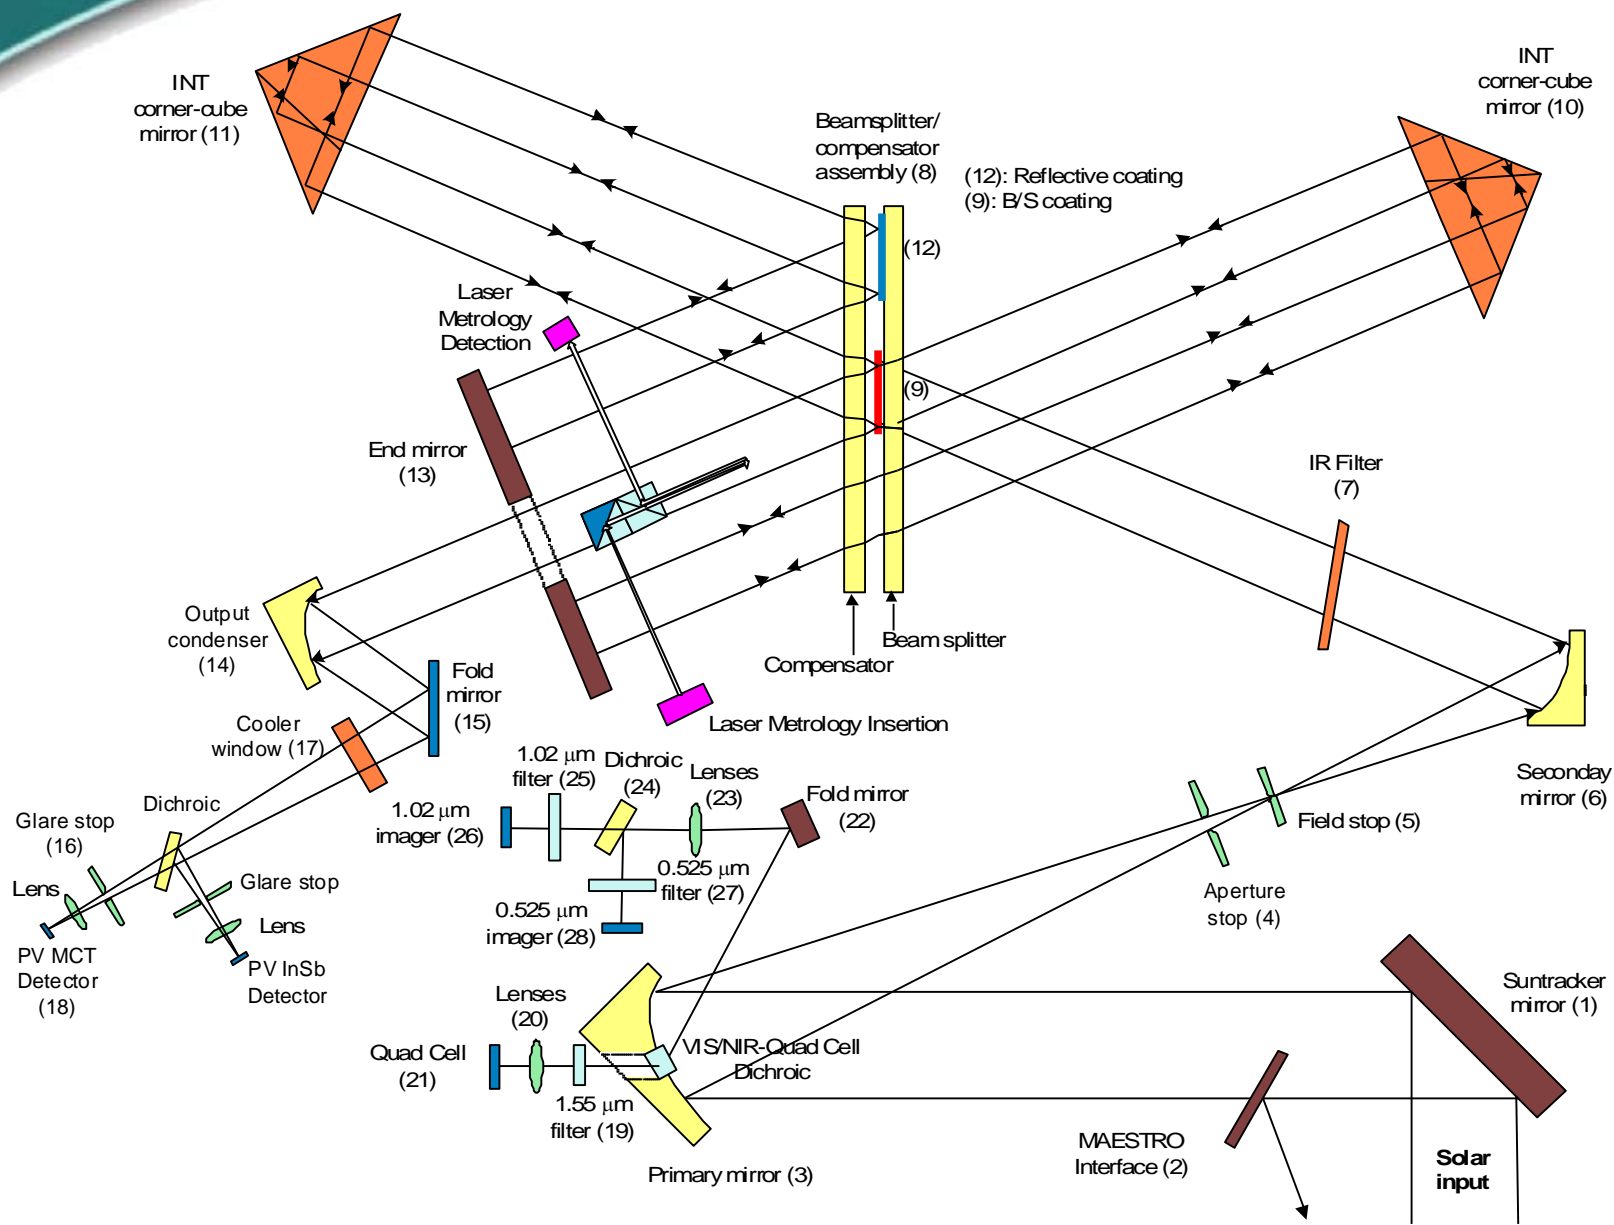 INT
corner-cube
mirror (11)
INT
corner-cube
mirror (10)
Beamsplitter/
compensator
assembly (8)
(12): Reflective coating
(9): B/S coating
(12)
(9)
Laser
Metrology
Detection
End mirror
(13)
IR Filter
(7)
Output
condenser
(14)
Fold
mirror
(15)
Compensator
Beam splitter
Laser Metrology Insertion
Cooler
window (17)
Seconday
mirror (6)
1.02 μm
filter (25)
Dichroic
(24)
Lenses
(23)
Fold mirror
(22)
1.02 μm
imager (26)
Dichroic
Glare stop
(16)
Field stop (5)
0.525 μm
filter (27)
Lens
Glare stop
Aperture
stop (4)
0.525 μm
imager (28)
Lens
PV MCT
Detector
(18)
PV InSb
Detector
Suntracker
mirror (1)
Lenses
(20)
Quad Cell
(21)
VIS/NIR-Quad Cell
Dichroic
1.55 μm
filter (19)
MAESTRO
Interface (2)
Solar
input
Primary mirror (3)